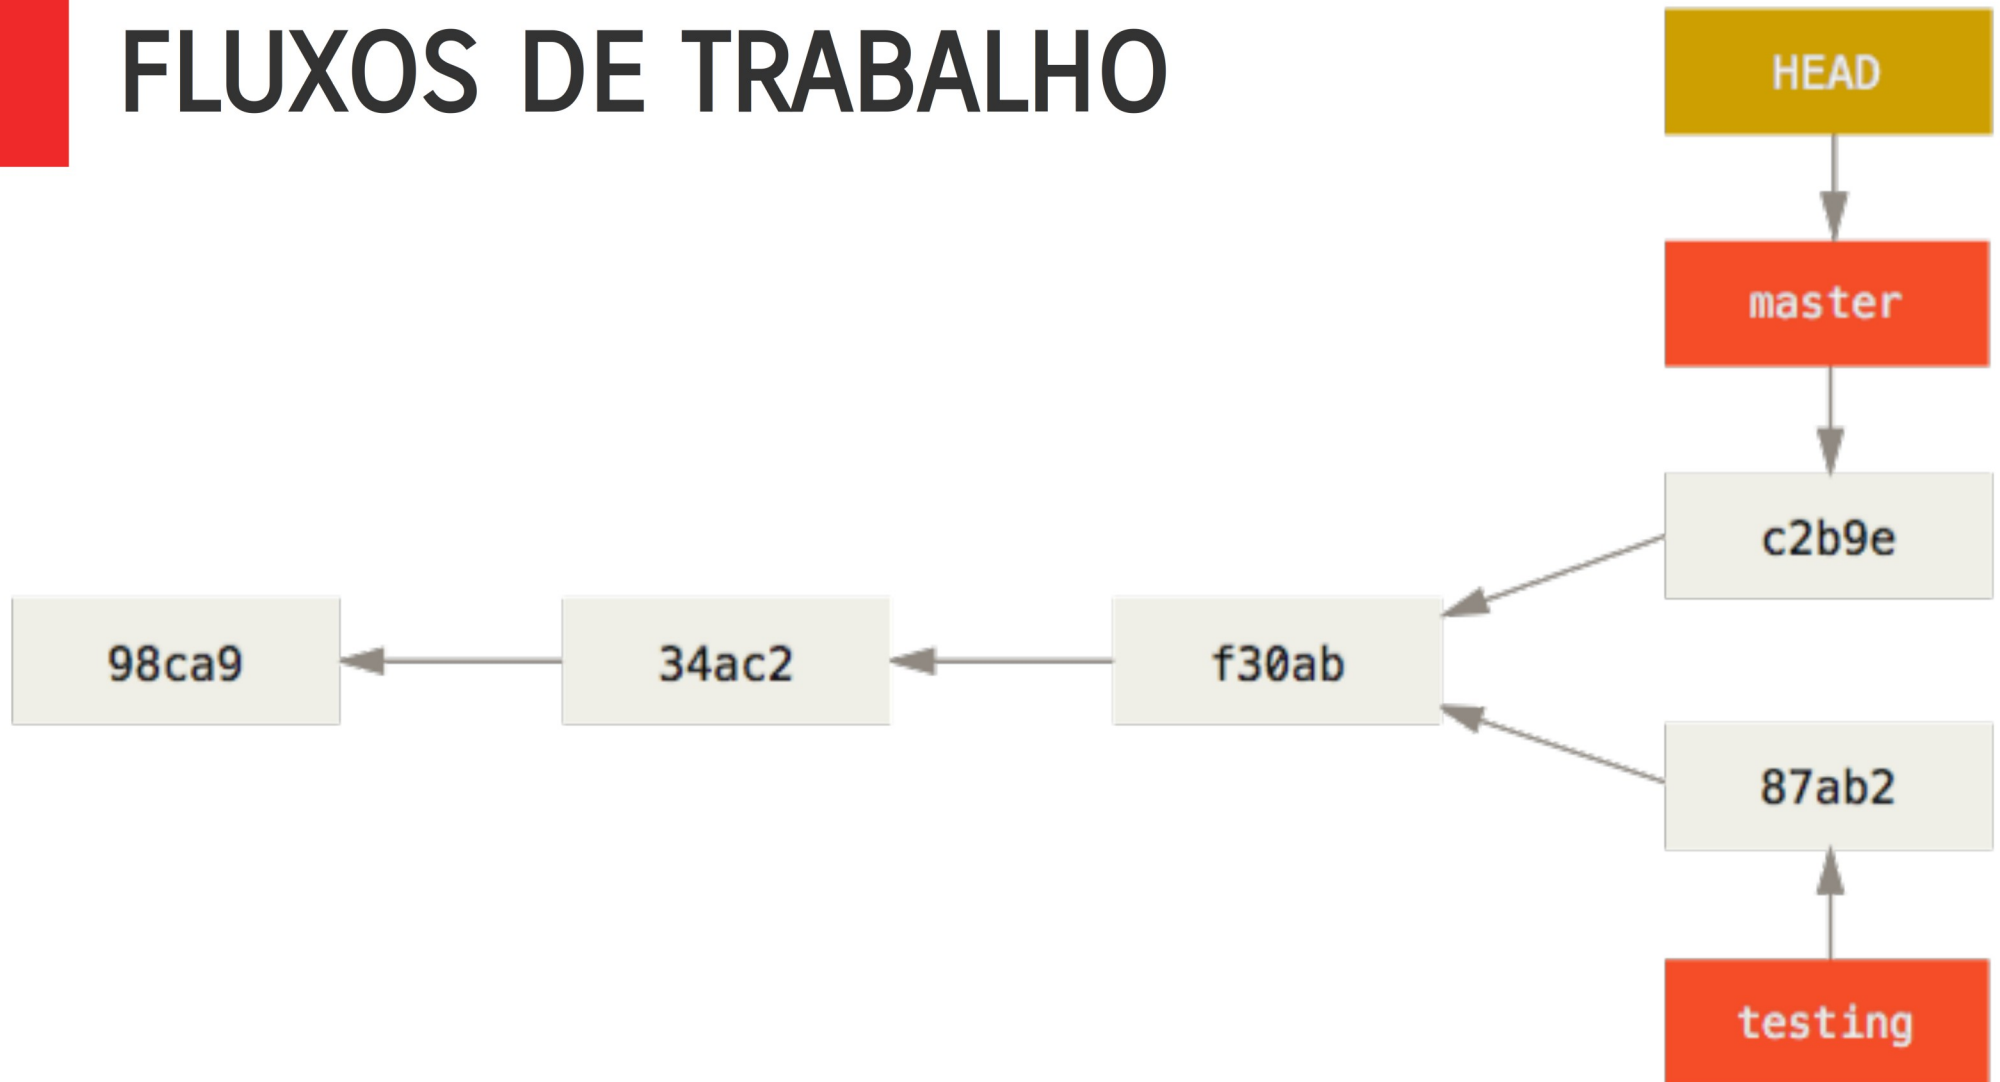 FLUXOS DE TRABALHO
HEAD
master
c2b9e
98ca9
34ac2
f30ab
87ab2
testing